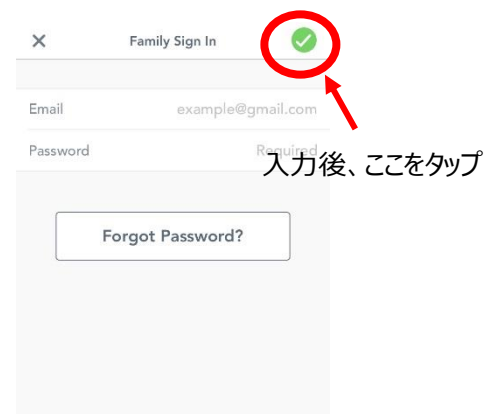 Family Sign In
Email example@gmail.com
Password Required
入力後、ここをタップ
Forgot Password?